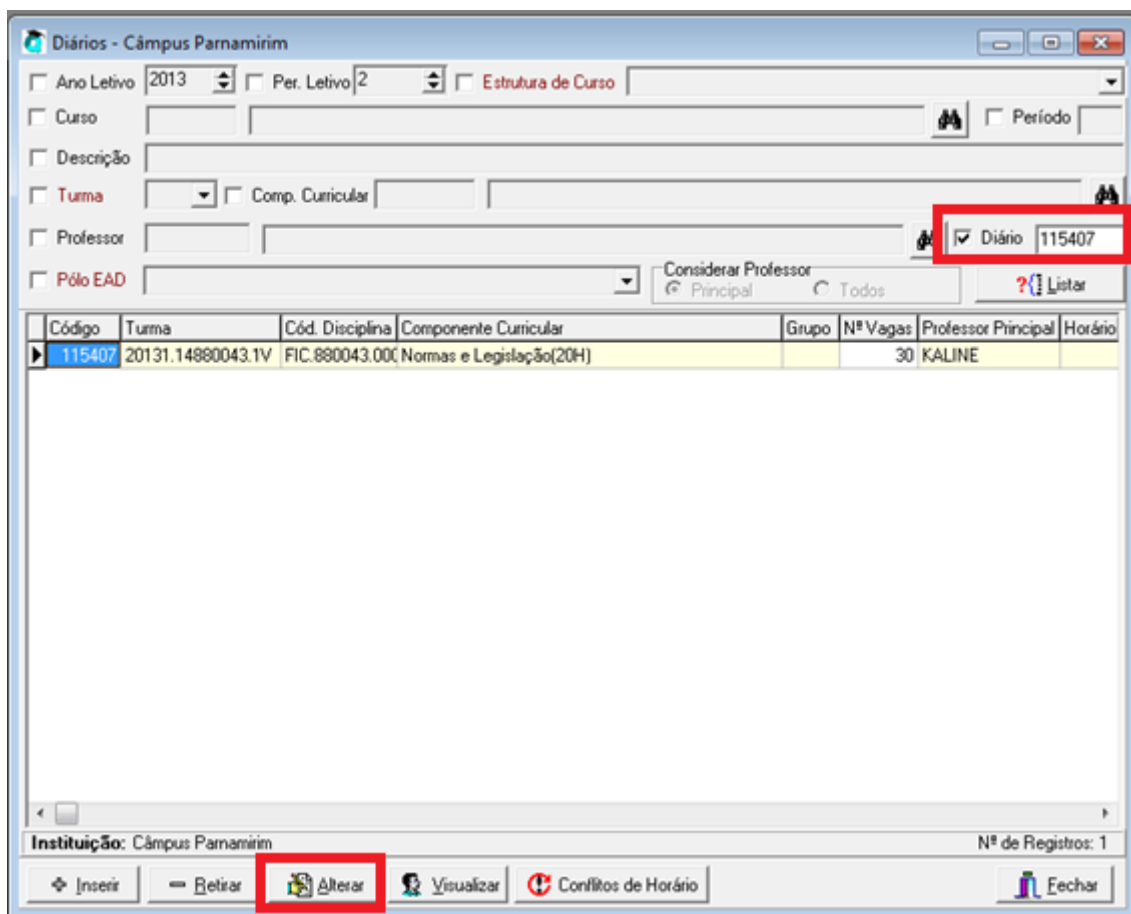 Diários - Câmpus Parnamirim
Ano Letivo 2013 Per. Letivo 2 Estrutura de Curso
Curso Período
Descrição
Turma Comp. Curricular
Professor Diário 115407
Pólo EAD Considerar Professor Principal Todos ?{} Listar
Código Turma Cód. Disciplina Componente Curricular Grupo Nº Vagas Professor Principal Horário
115407 20131.14880043.1V FIC.880043.00 Normas e Legislação(20H) 30 KALINE
Instituição: Câmpus Parnamirim Nº de Registros: 1
Inserir Retirar Alterar Visualizar Conflitos de Horário Fechar